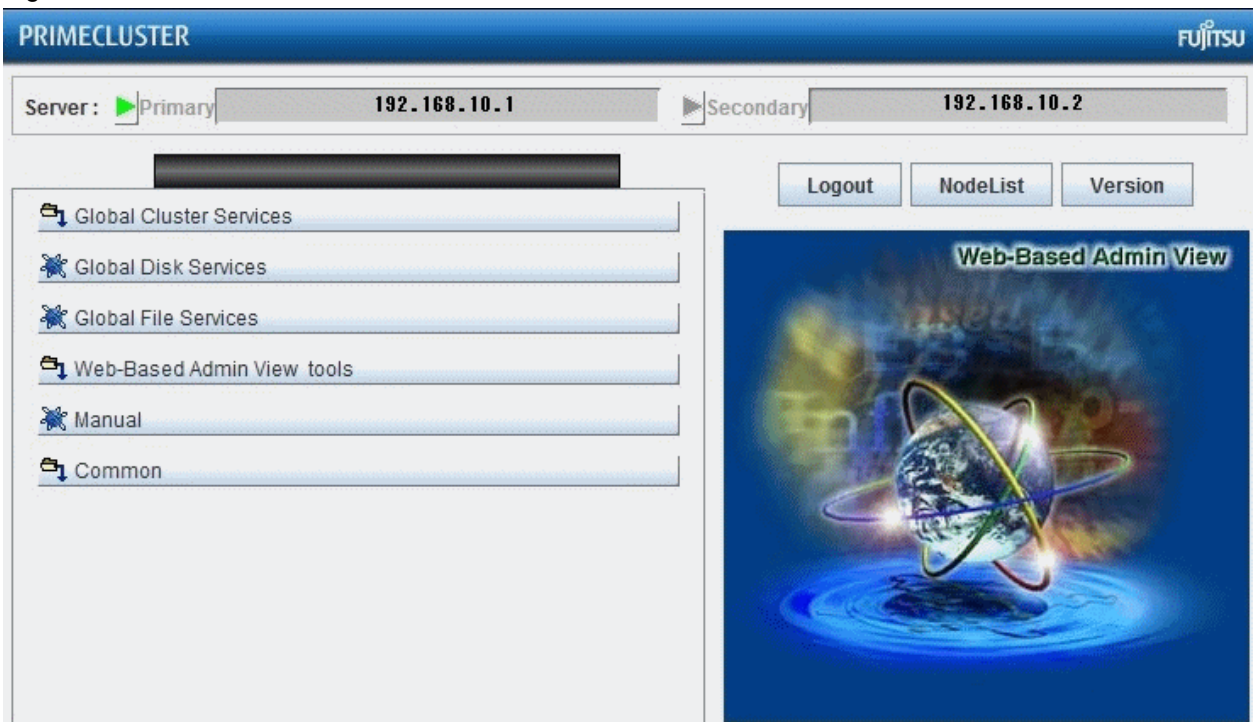 PRIMECLUSTER
FUJITSU
Server : Primary 192.168.10.1 Secondary 192.168.10.2
Logout NodeList Version
Global Cluster Services
Global Disk Services
Global File Services
Web-Based Admin View tools
Manual
Common
Web-Based Admin View